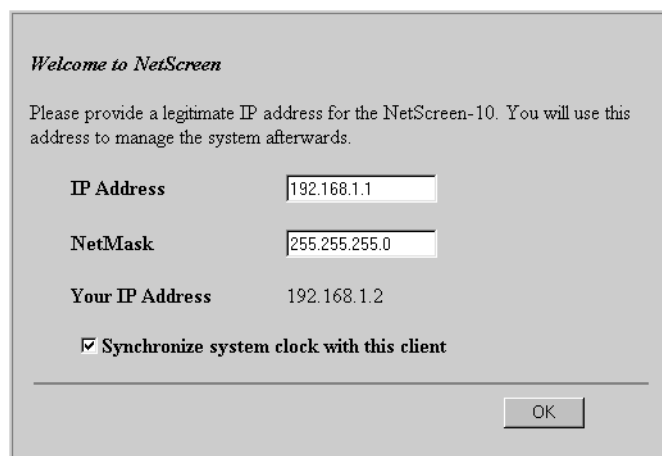 Welcome to NetScreen
Please provide a legitimate IP address for the NetScreen-10. You will use this
address to manage the system afterwards.
IP Address 192.168.1.1
NetMask 255.255.255.0
Your IP Address 192.168.1.2
Synchronize system clock with this client
OK